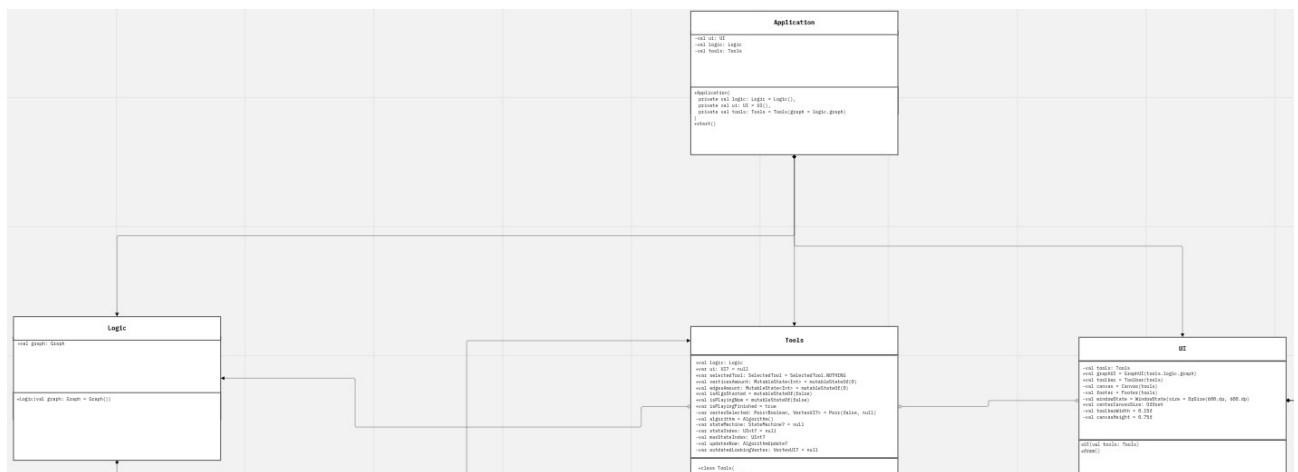 Application
-val ui: UI
-val logic: Logic
-val tools: Tools
+Application(
private val logic: Logic = Logic(),
private val ui: UI = UI(),
private val tools: Tools = Tools(graph = logic.graph)
)
+start()
Logic
+val graph: Graph
+Logic(val graph: Graph = Graph())
Tools
+val logic: Logic
+var ui: UI? = null
+var selectedTool: SelectedTool = SelectedTool.NOTHING
+val verticesAmount: MutableState<Int> = mutableStateOf(0)
+val edgesAmount: MutableState<Int> = mutableStateOf(0)
+val isAlgoStarted = mutableStateOf(false)
+val isPlayingNow = mutableStateOf(false)
+var isPlayingFinished = true
+var vertexSelected: Pair<Boolean, VertexUI?> = Pair(false, null)
-val algorithm = Algorithm()
-var stateMachine: StateMachine? = null
-var stateIndex: UInt? = null
-val maxStateIndex: UInt?
-val updatesNow: AlgorithmUpdate?
-var outdatedLookingVertex: VertexUI? = null
+class Tools(
UI
-val tools: Tools
+val graphUI = GraphUI(tools.logic.graph)
+val toolbar = Toolbar(tools)
-val canvas = Canvas(tools)
-val footer = Footer(tools)
-val windowState = WindowState(size = DpSize(600.dp, 600.dp)
+val centerCanvasSize: UIOffset
-val toolbarWidth = 0.15f
-val canvasHeight = 0.75f
+UI(val tools: Tools)
+draw()